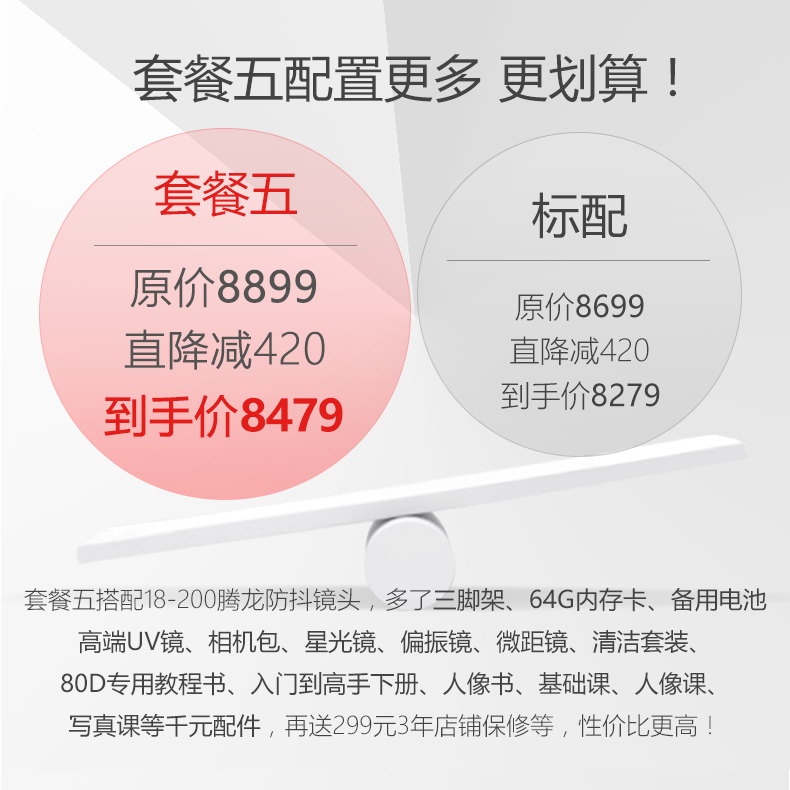 套餐五配置更多 更划算！
套餐五
原价8899
直降减420
到手价8479
标配
原价8699
直降减420
到手价8279
套餐五搭配18-200腾龙防抖镜头，多了三脚架、64G内存卡、备用电池
高端UV镜、相机包、星光镜、偏振镜、微距镜、清洁套装、
80D专用教程书、入门到高手下册、人像书、基础课、人像课、
写真课等千元配件，再送299元3年店铺保修等，性价比更高！